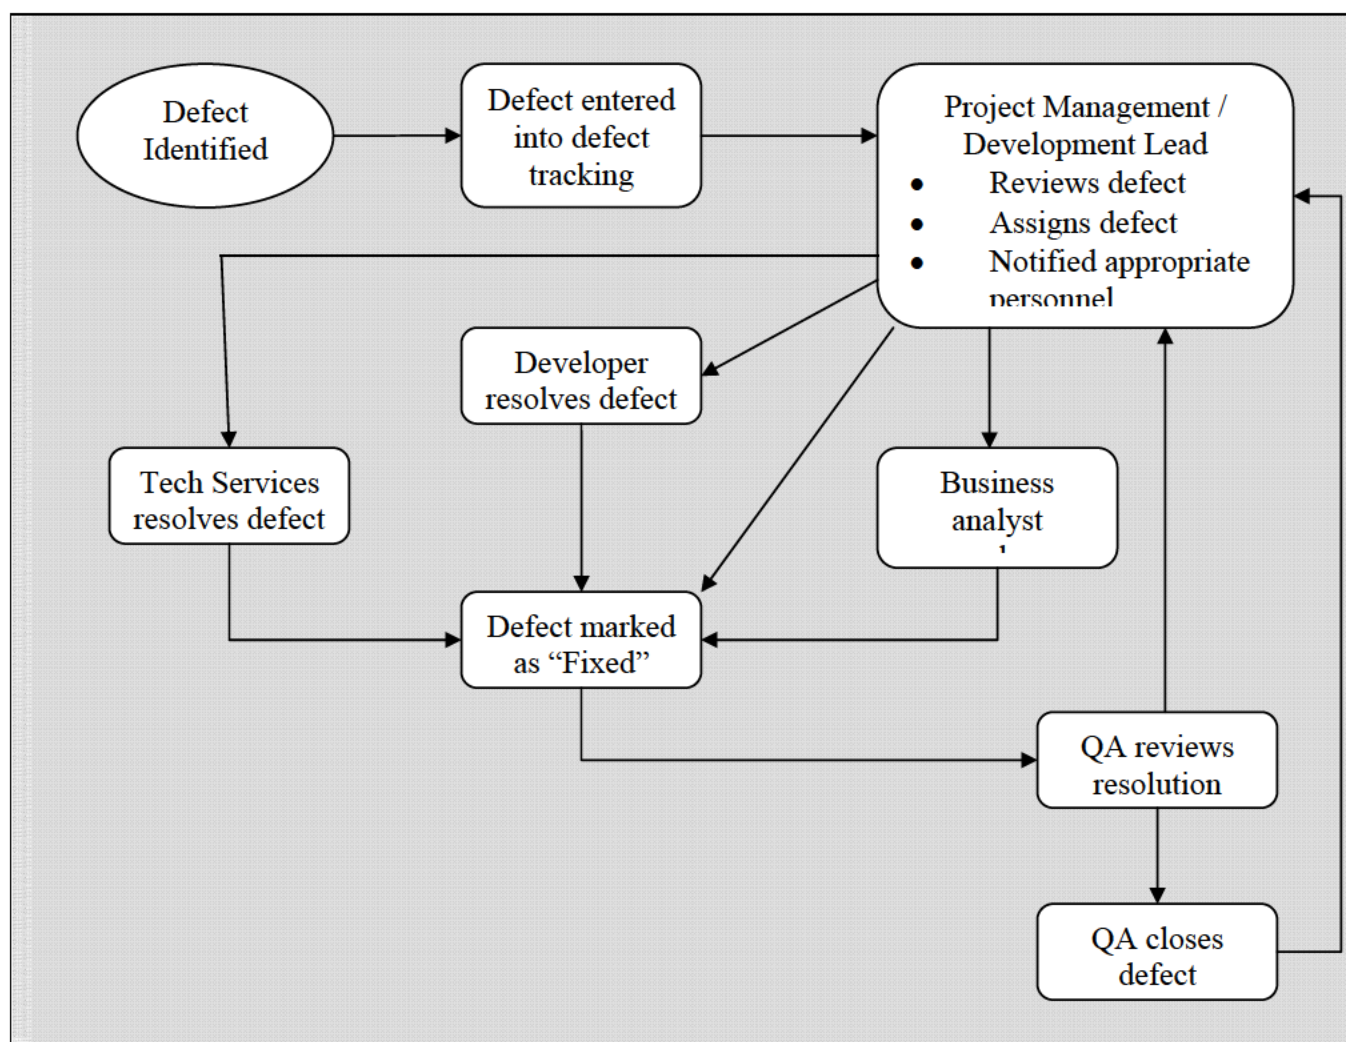 Defect
Identified
Defect entered
into defect
tracking
Project Management /
Development Lead
• Reviews defect
• Assigns defect
• Notified appropriate
personnel
Developer
resolves defect
Tech Services
resolves defect
Business
analyst
Defect marked
as “Fixed”
QA reviews
resolution
QA closes
defect